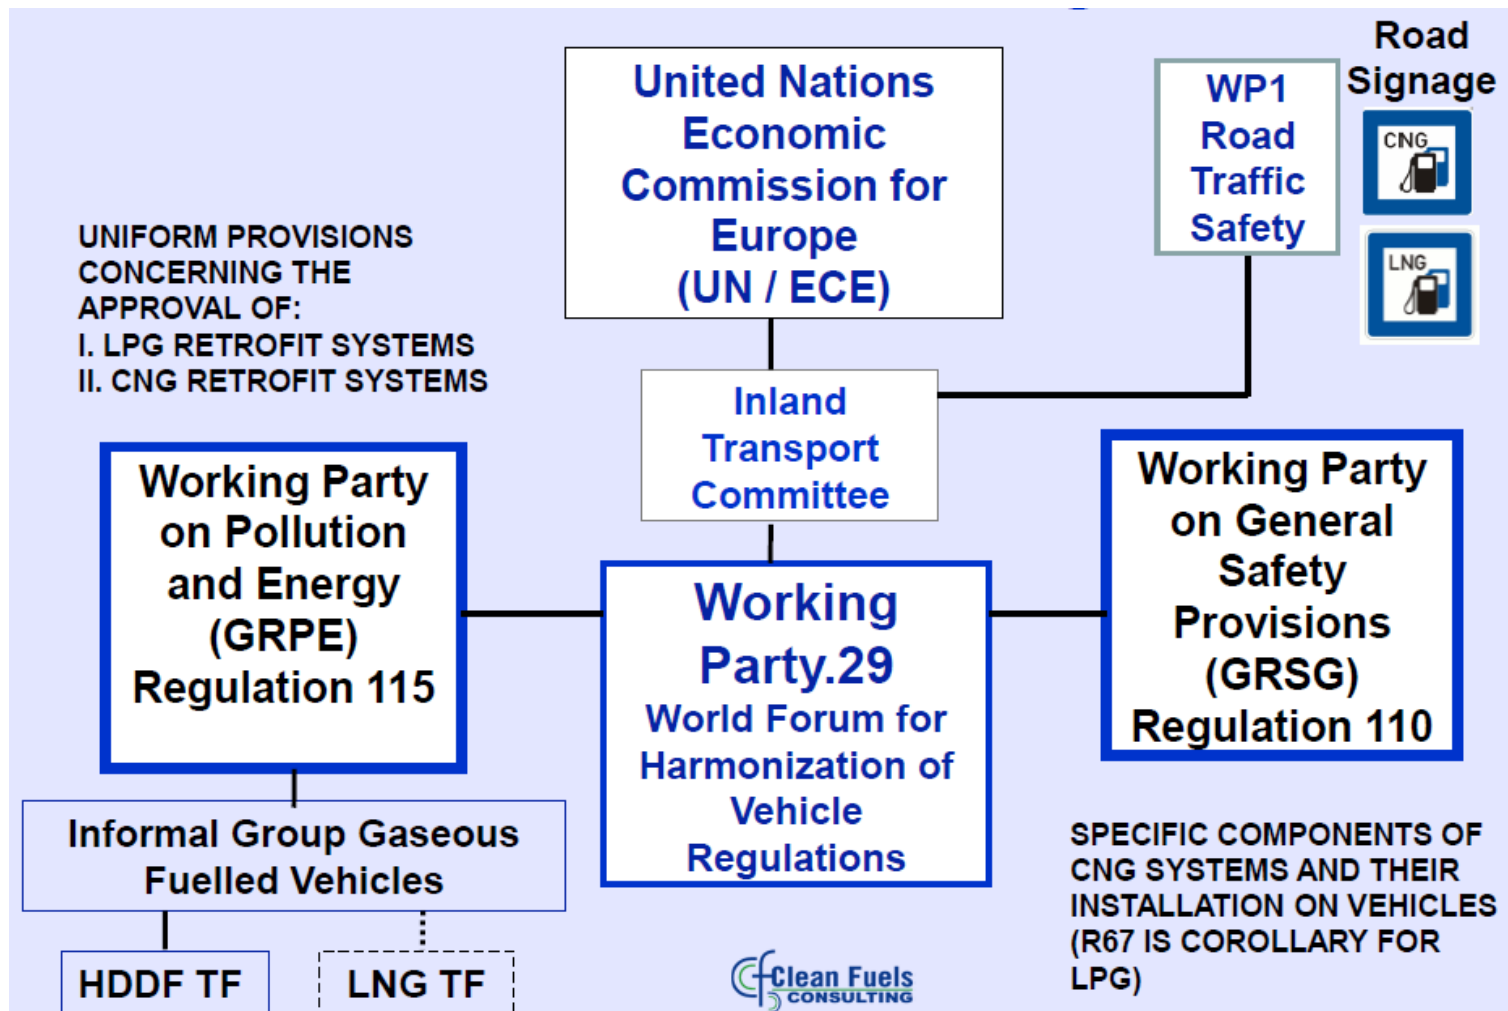 United Nations
Economic
Commission for
Europe
(UN / ECE)
WP1
Road
Traffic
Safety
Road
Signage
CNG
LNG
UNIFORM PROVISIONS
CONCERNING THE
APPROVAL OF:
I. LPG RETROFIT SYSTEMS
II. CNG RETROFIT SYSTEMS
Inland
Transport
Committee
Working Party
on Pollution
and Energy
(GRPE)
Regulation 115
Working
Party.29
World Forum for
Harmonization of
Vehicle
Regulations
Working Party
on General
Safety
Provisions
(GRSG)
Regulation 110
Informal Group Gaseous
Fuelled Vehicles
HDDF TF
LNG TF
SPECIFIC COMPONENTS OF
CNG SYSTEMS AND THEIR
INSTALLATION ON VEHICLES
(R67 IS COROLLARY FOR
LPG)
Clean Fuels
CONSULTING